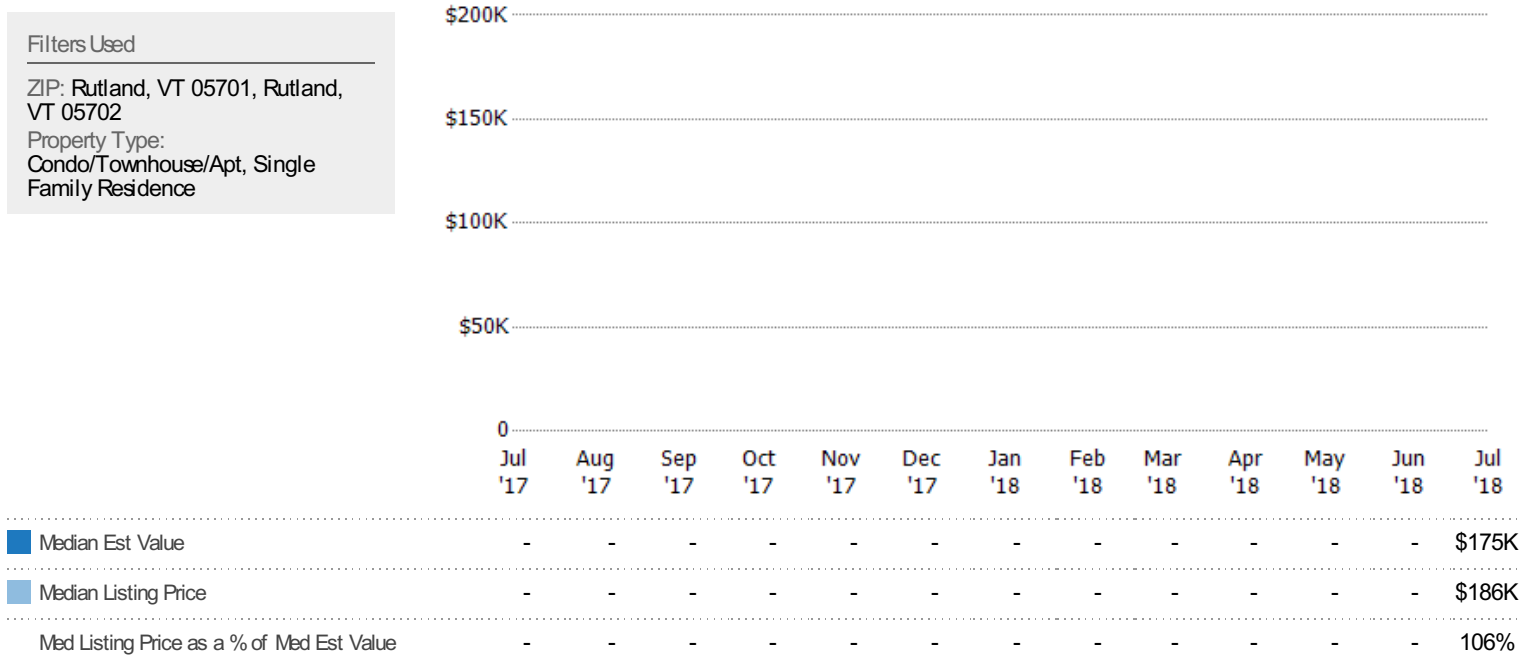 Filters Used
ZIP: Rutland, VT 05701, Rutland,
VT 05702
Property Type:
Condo/Townhouse/Apt, Single
Family Residence
$200K
$150K
$100K
$50K
0
Jul Aug Sep Oct Nov Dec Jan Feb Mar Apr May Jun Jul
'17 '17 '17 '17 '17 '17 '18 '18 '18 '18 '18 '18 '18
Median Est Value - - - - - - - - - - - - $175K
Median Listing Price - - - - - - - - - - - - $186K
Med Listing Price as a % of Med Est Value - - - - - - - - - - - - 106%